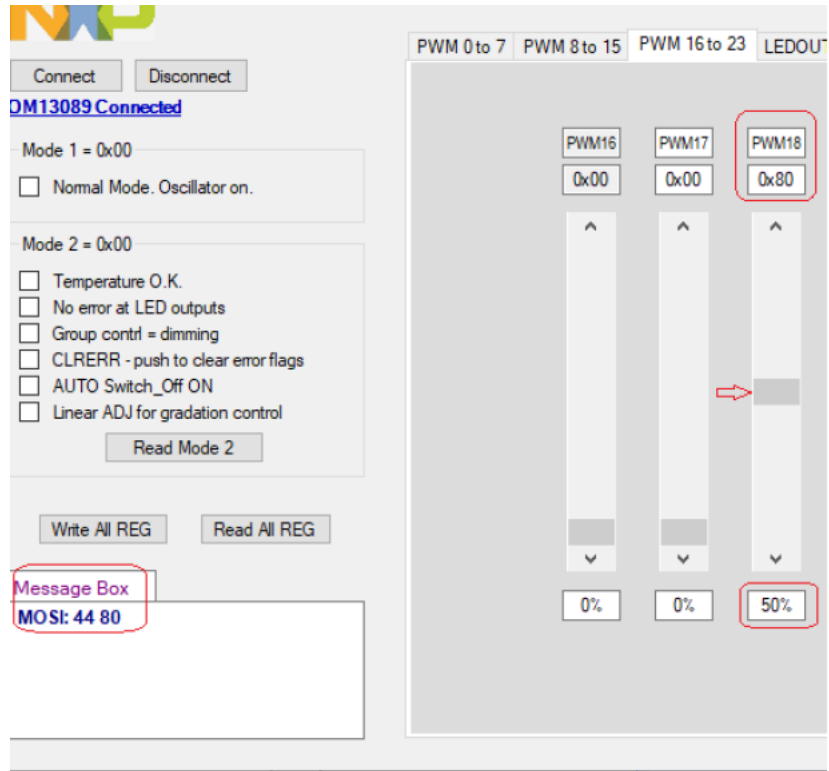 NXP
Connect Disconnect
OM13089 Connected
Mode 1 = 0x00
Normal Mode. Oscillator on.
Mode 2 = 0x00
Temperature O.K.
No error at LED outputs
Group contrl = dimming
CLRERR - push to clear error flags
AUTO Switch_Off ON
Linear ADJ for gradation control
Read Mode 2
Write All REG Read All REG
Message Box
MOSI: 44 80
PWM 0 to 7 PWM 8 to 15 PWM 16 to 23 LEDOUT
PWM16 PWM17 PWM18
0x00 0x00 0x80
0% 0% 50%